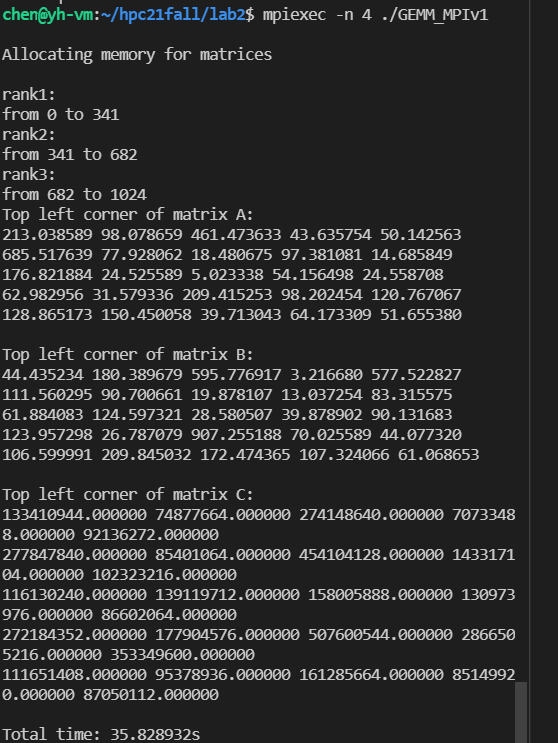 chen@yh-vm:~/hpc21fall/lab2$ mpiexec -n 4 ./GEMM_MPIv1
Allocating memory for matrices
rank1:
from 0 to 341
rank2:
from 341 to 682
rank3:
from 682 to 1024
Top left corner of matrix A:
213.038589 98.078659 461.473633 43.635754 50.142563
685.517639 77.928062 18.480675 97.381081 14.685849
176.821884 24.525589 5.023338 54.156498 24.558708
62.982956 31.579336 209.415253 98.202454 120.767067
128.865173 150.450058 39.713043 64.173309 51.655380
Top left corner of matrix B:
44.435234 180.389679 595.776917 3.216680 577.522827
111.560295 90.700661 19.878107 13.037254 83.315575
61.884083 124.597321 28.580507 39.878902 90.131683
123.957298 26.787079 907.255188 70.025589 44.077320
106.599991 209.845032 172.474365 107.324066 61.068653
Top left corner of matrix C:
133410944.000000 74877664.000000 274148640.000000 7073348
8.000000 92136272.000000
277847840.000000 85401064.000000 454104128.000000 1433171
04.000000 102323216.000000
116130240.000000 139119712.000000 158005888.000000 130973
976.000000 86602064.000000
272184352.000000 177904576.000000 507600544.000000 286650
5216.000000 353349600.000000
111651408.000000 95378936.000000 161285664.000000 8514992
0.000000 87050112.000000
Total time: 35.828932s